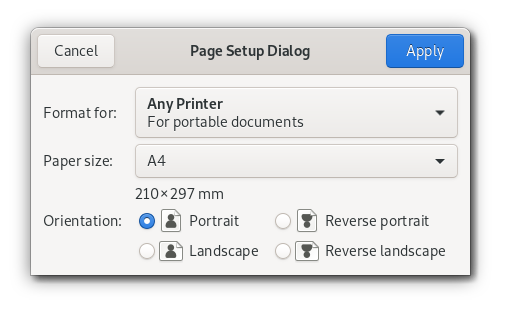 Cancel
Page Setup Dialog
Apply
Format for:
Any Printer
For portable documents
Paper size:
A4
210×297 mm
Orientation:
Portrait
Reverse portrait
Landscape
Reverse landscape